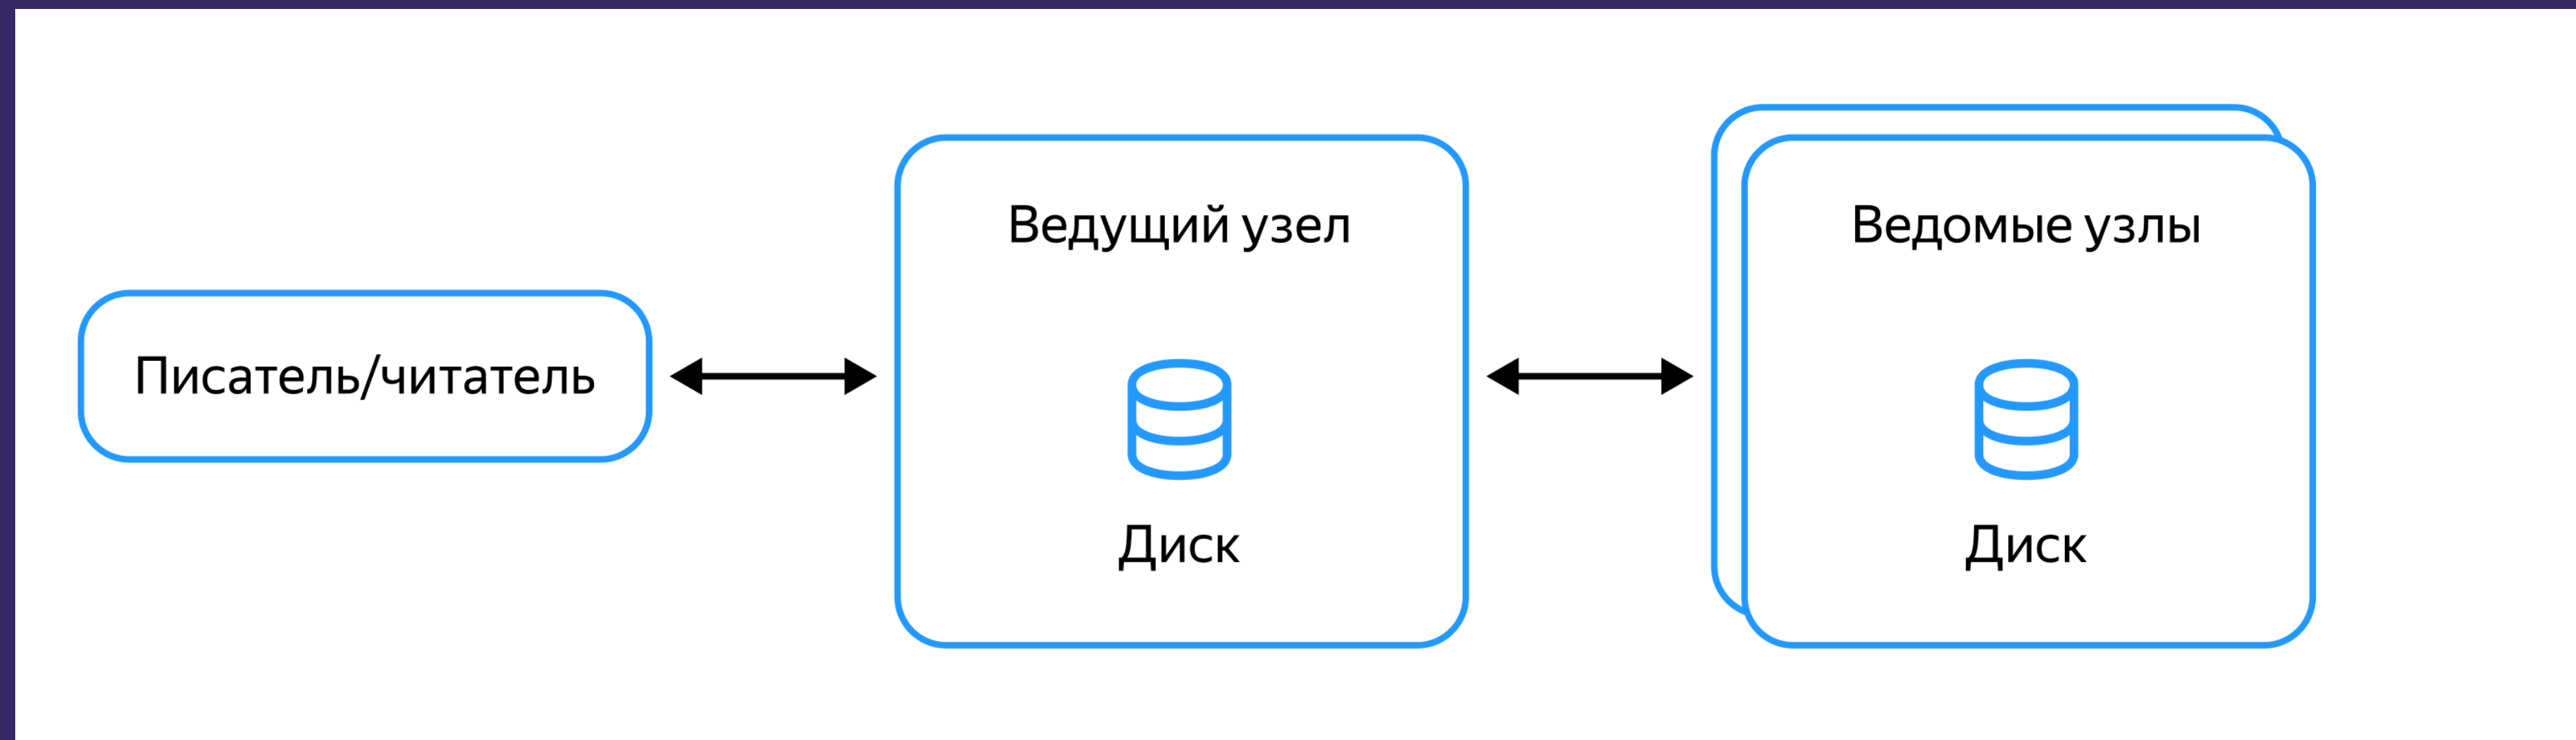 Писатель/читатель
Ведущий узел
Диск
Ведомые узлы
Диск